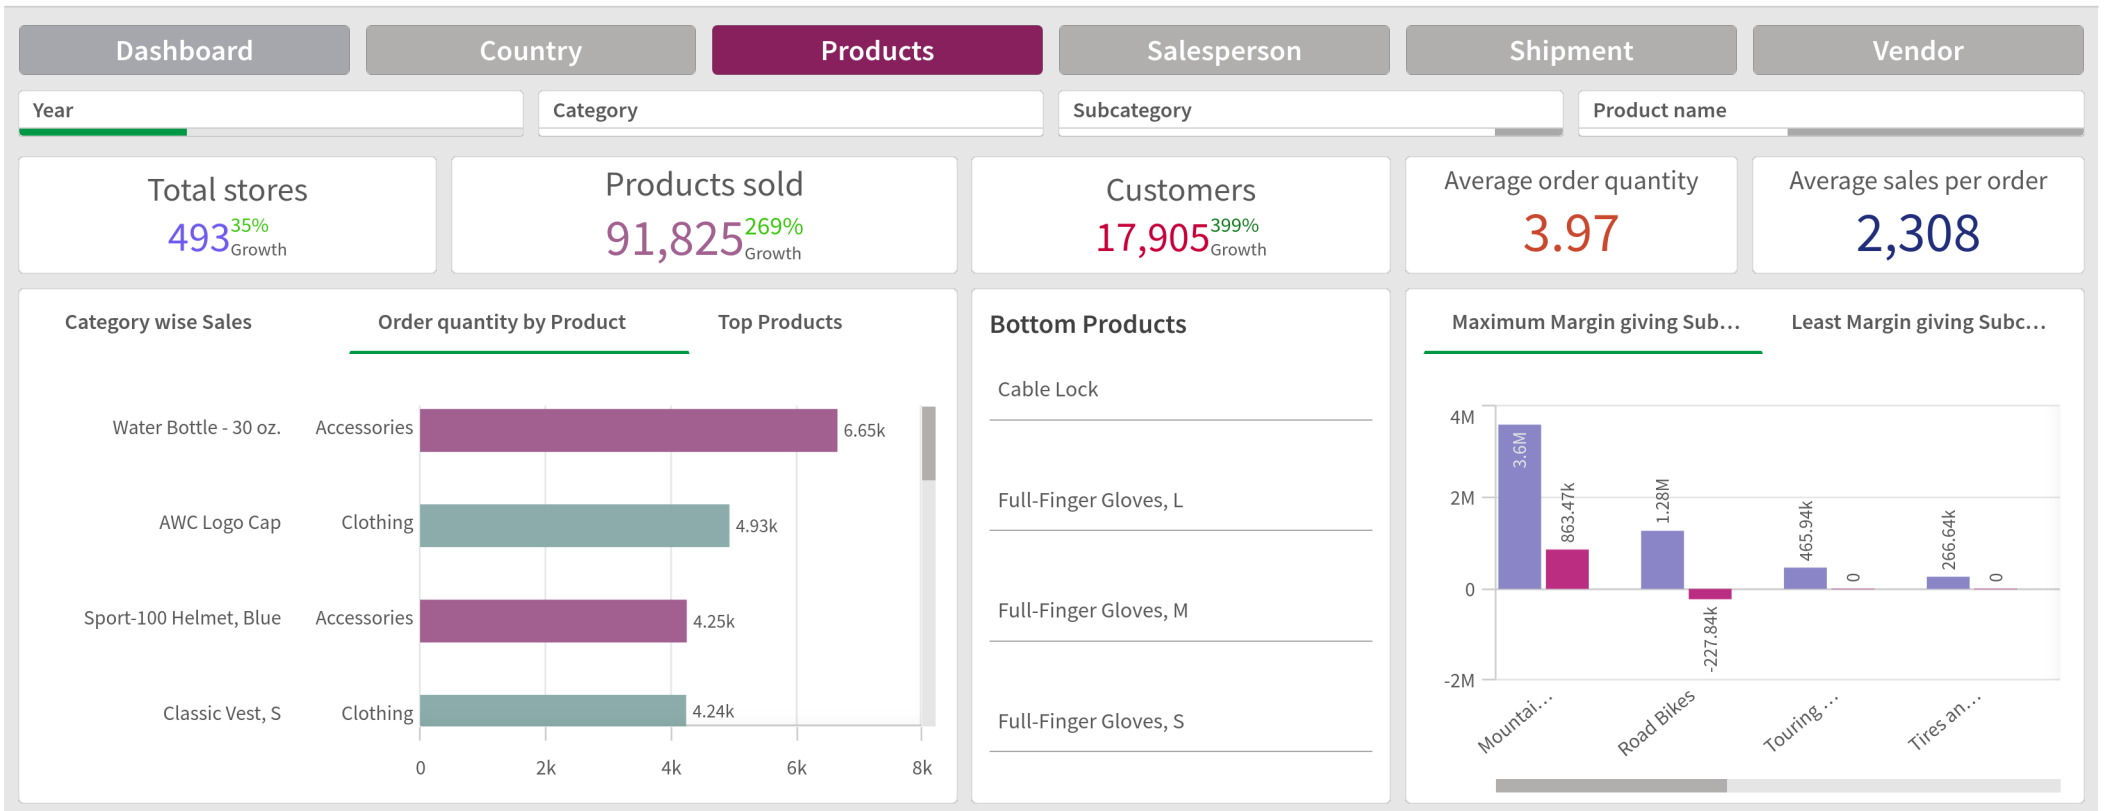 Dashboard
Country
Products
Salesperson
Shipment
Vendor
Year
Category
Subcategory
Product name
Total stores
493
35%
Growth
Products sold
91,825
269%
Growth
Customers
17,905
399%
Growth
Average order quantity
3.97
Average sales per order
2,308
Category wise Sales
Order quantity by Product
Top Products
Water Bottle - 30 oz. Accessories 6.65k
AWC Logo Cap Clothing 4.93k
Sport-100 Helmet, Blue Accessories 4.25k
Classic Vest, S Clothing 4.24k
0 2k 4k 6k 8k
Bottom Products
Cable Lock
Full-Finger Gloves, L
Full-Finger Gloves, M
Full-Finger Gloves, S
Maximum Margin giving Sub...
Least Margin giving Subc...
4M
2M
0
-2M
3.6M
863.47k
1.28M
-227.84k
465.94k
0
266.64k
0
Mountai...
Road Bikes
Touring ...
Tires an...